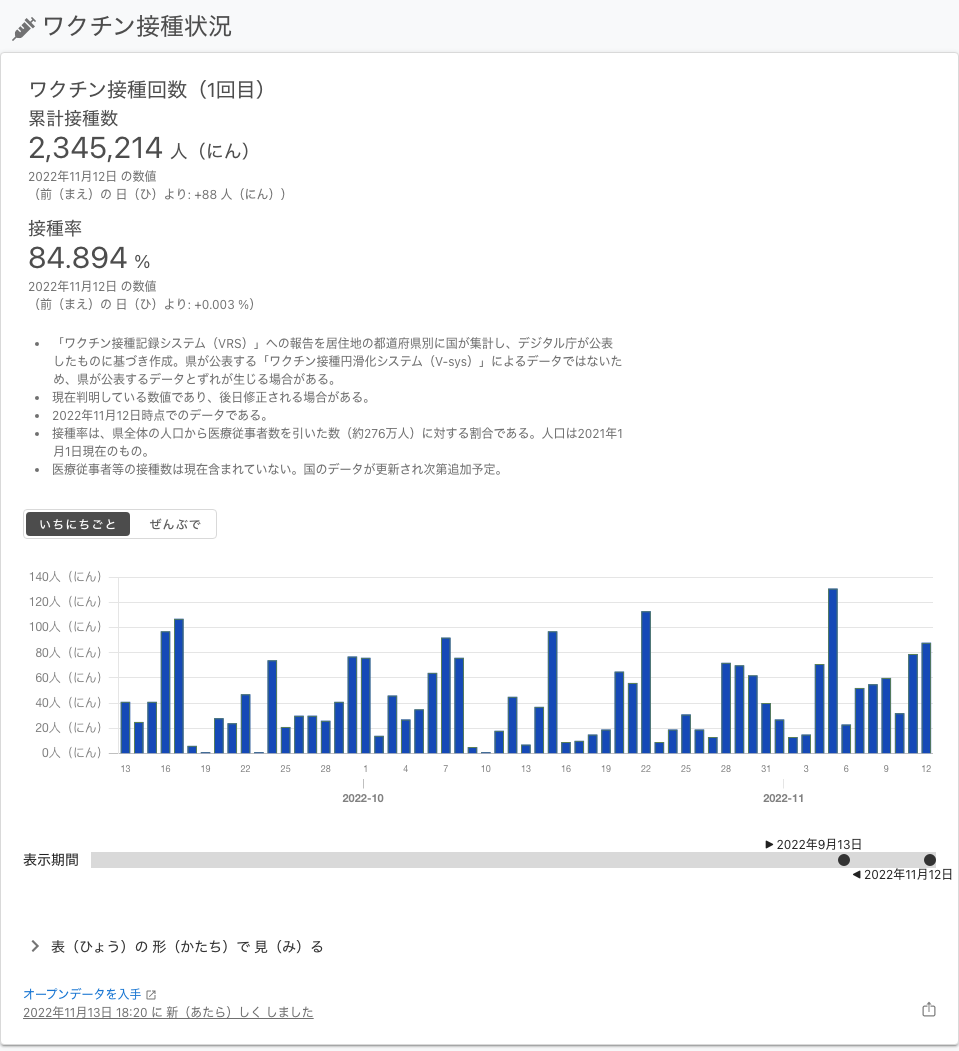 ワクチン接種状況
ワクチン接種回数（1回目）
累計接種数
2,345,214 人（にん）
2022年11月12日 の数値
（前（まえ）の 日（ひ）より: +88 人（にん））
接種率
84.894 %
2022年11月12日 の数値
（前（まえ）の 日（ひ）より: +0.003 %）
• 「ワクチン接種記録システム（VRS）」への報告を居住地の都道府県別に国が集計し、デジタル庁が公表
したものに基づき作成。県が公表する「ワクチン接種円滑化システム（V-sys）」によるデータではないた
め、県が公表するデータとずれが生じる場合がある。
• 現在判明している数値であり、後日修正される場合がある。
• 2022年11月12日時点でのデータである。
• 接種率は、県全体の人口から医療従事者数を引いた数（約276万人）に対する割合である。人口は2021年1
月1日現在のもの。
• 医療従事者等の接種数は現在含まれていない。国のデータが更新され次第追加予定。
いちにちごと ぜんぶで
140人（にん）
120人（にん）
100人（にん）
80人（にん）
60人（にん）
40人（にん）
20人（にん）
0人（にん）
13 16 19 22 25 28 1 4 7 10 13 16 19 22 25 28 31 3 6 9 12
2022-10 2022-11
▶ 2022年9月13日
表示期間
◀ 2022年11月12日
表（ひょう）の 形（かたち）で 見（み）る
オープンデータを入手
2022年11月13日 18:20 に 新（あたら）しく しました